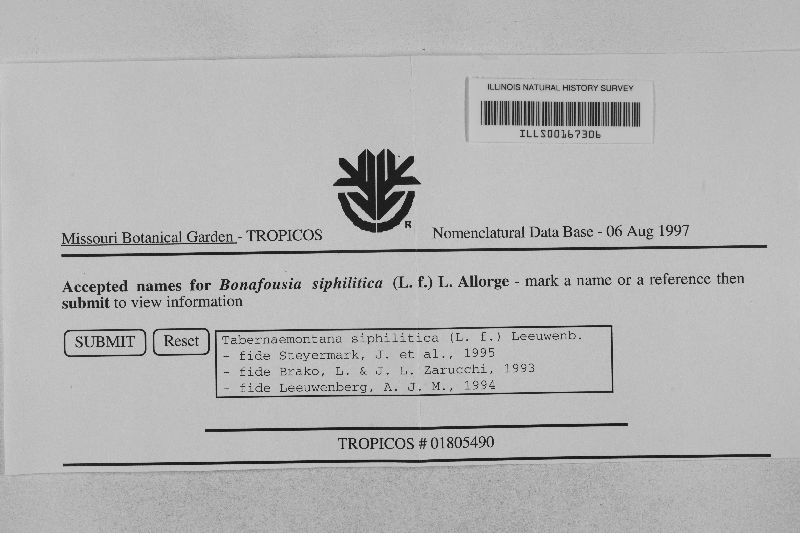 ILLINOIS NATURAL HISTORY SURVEY
ILLS00167306
R
Missouri Botanical Garden - TROPICOS
Nomenclatural Data Base - 06 Aug 1997
Accepted names for Bonafousia siphilitica (L. f.) L. Allorge - mark a name or a reference then
submit to view information
SUBMIT
Reset
Tabernaemontana siphilitica (L. f.) Leeuwenb.
- fide Steyermark, J. et al., 1995
- fide Brako, L. & J. L. Zarucchi, 1993
- fide Leeuwenberg, A. J. M., 1994
TROPICOS # 01805490